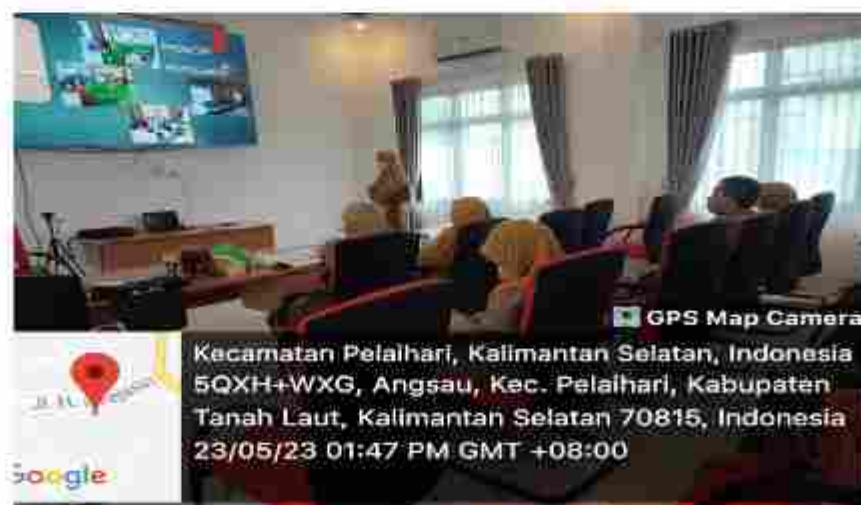 GPS Map Camera
Kecamatan Pelaihari, Kalimantan Selatan, Indonesia
5QXH+WXG, Angsau, Kec. Pelaihari, Kabupaten
Tanah Laut, Kalimantan Selatan 70815, Indonesia
23/05/23 01:47 PM GMT +08:00
Google